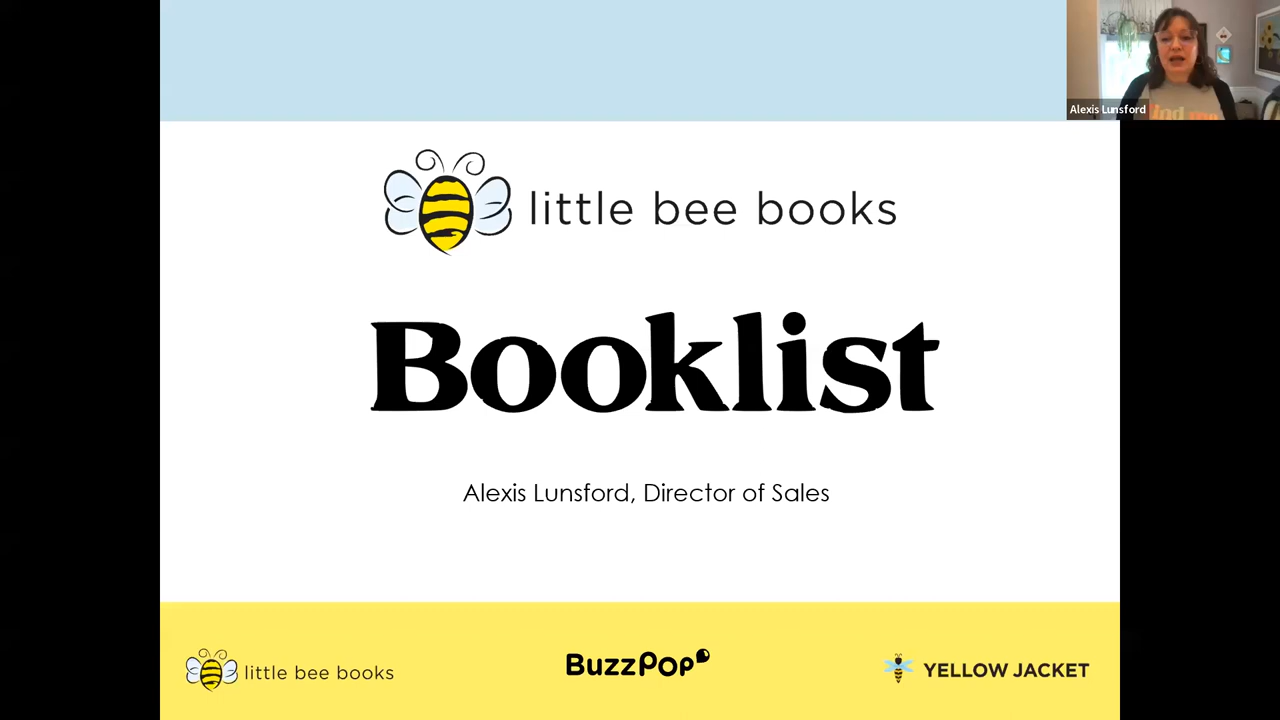 Alexis Lunsford
little bee books
Booklist
Alexis Lunsford, Director of Sales
little bee books
BuzzPop
YELLOW JACKET